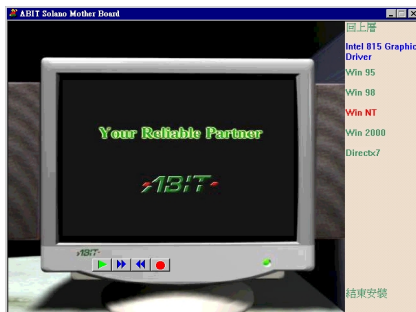 ABIT Solano Mother Board
回上層
Intel 815 Graphic
Driver
Win 95
Win 98
Win NT
Win 2000
Directx7
Your Reliable Partner
ABIT
ABIT
結束安裝